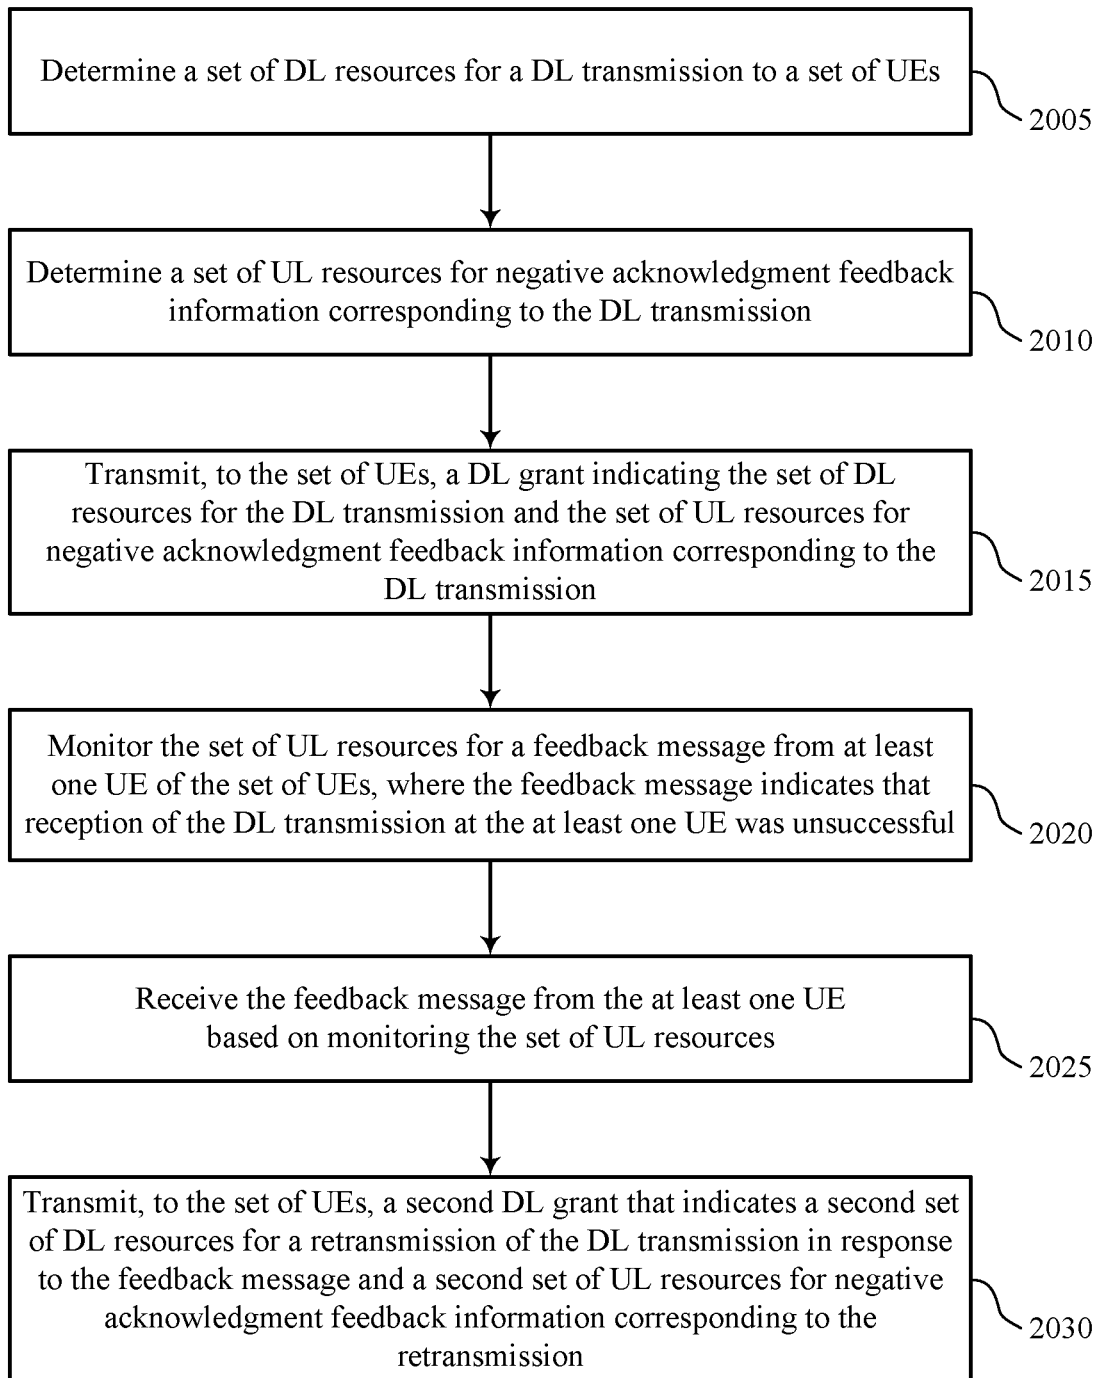 Determine a set of DL resources for a DL transmission to a set of UEs
2005
Determine a set of UL resources for negative acknowledgment feedback
information corresponding to the DL transmission
2010
Transmit, to the set of UEs, a DL grant indicating the set of DL
resources for the DL transmission and the set of UL resources for
negative acknowledgment feedback information corresponding to the
DL transmission
2015
Monitor the set of UL resources for a feedback message from at least
one UE of the set of UEs, where the feedback message indicates that
reception of the DL transmission at the at least one UE was unsuccessful
2020
Receive the feedback message from the at least one UE
based on monitoring the set of UL resources
2025
Transmit, to the set of UEs, a second DL grant that indicates a second set
of DL resources for a retransmission of the DL transmission in response
to the feedback message and a second set of UL resources for negative
acknowledgment feedback information corresponding to the
retransmission
2030